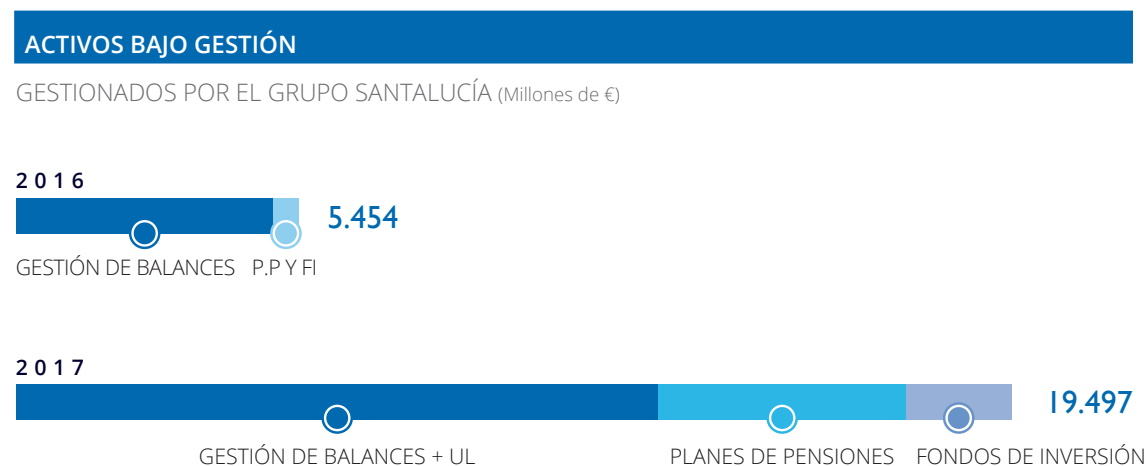 ACTIVOS BAJO GESTIÓN
GESTIONADOS POR EL GRUPO SANTALUCÍA (Millones de €)
2016
5.454
GESTIÓN DE BALANCES P.P Y FI
2017
19.497
GESTIÓN DE BALANCES + UL PLANES DE PENSIONES FONDOS DE INVERSIÓN